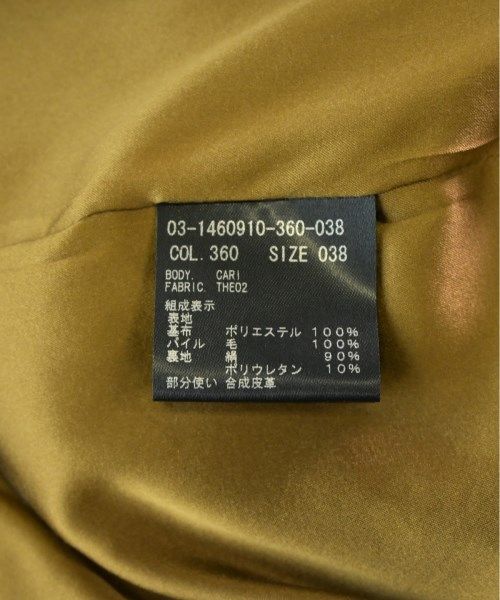 03-1460910-360-038
COL.360 SIZE 038
BODY. CARI
FABRIC. THE02
組成表示
表地
基布 ポリエステル 100%
パイル 毛 100%
裏地 絹 90%
ポリウレタン 10%
部分使い 合成皮革